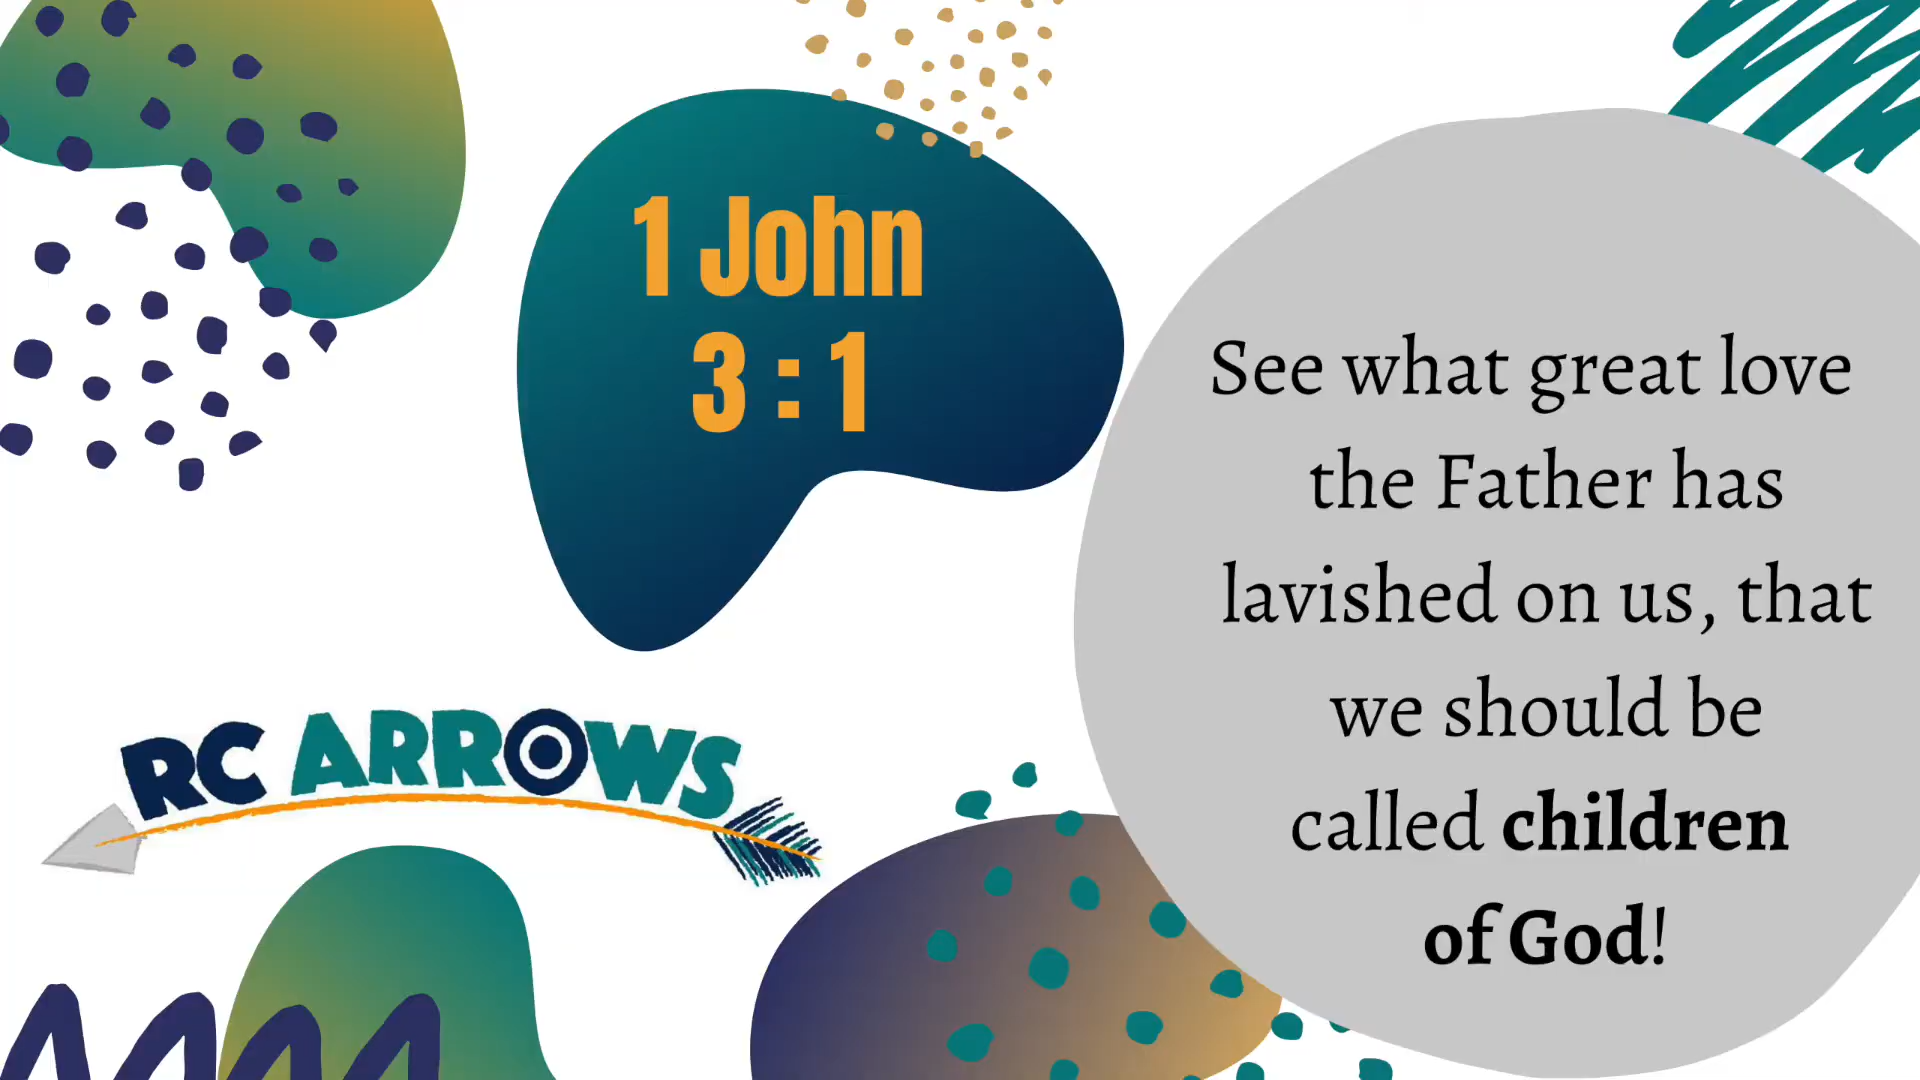 1 John
3 : 1
See what great love
the Father has
lavished on us, that
we should be
called children
of God!
RC ARROWS